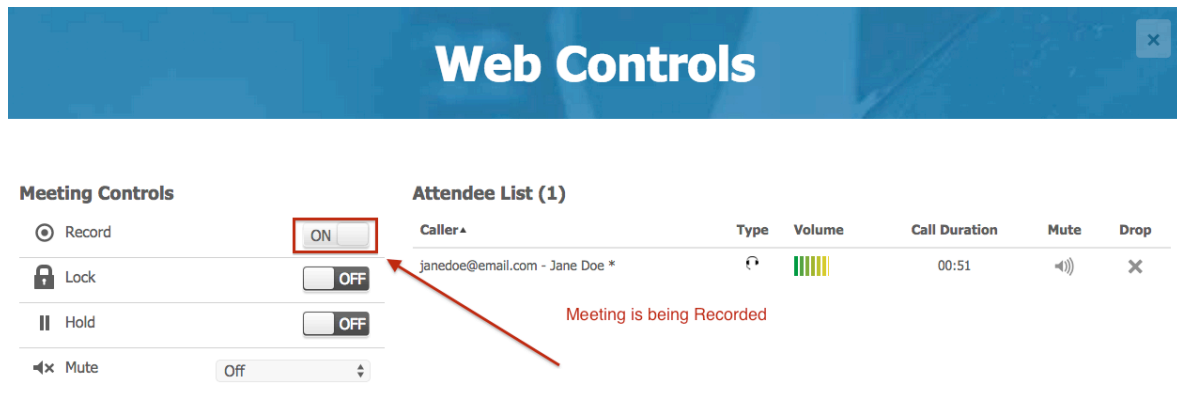 Web Controls
×
Meeting Controls
Record ON
Lock OFF
Hold OFF
Mute Off
Attendee List (1)
Caller▲ Type Volume Call Duration Mute Drop
janedoe@email.com - Jane Doe * 00:51
Meeting is being Recorded